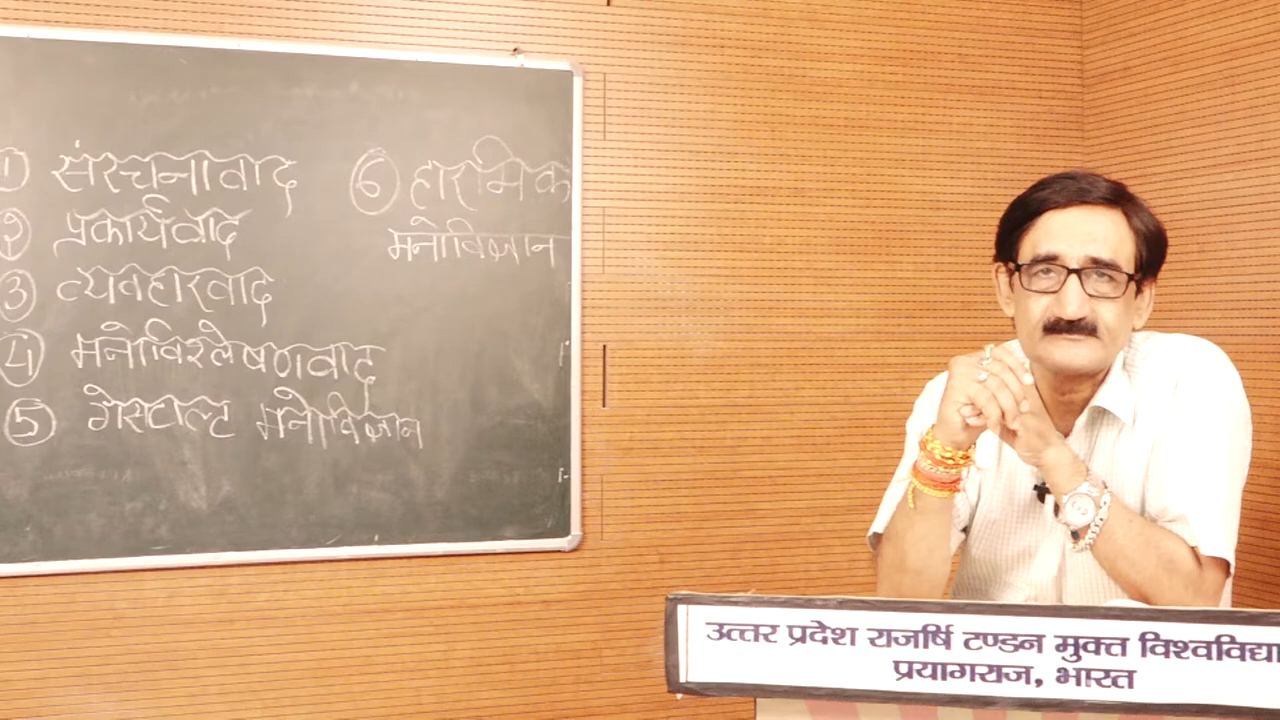 ① संरचनावाद
② प्रकार्यवाद
③ व्यवहारवाद
④ मनोविश्लेषणवाद
⑤ गेस्टाल्ट मनोविज्ञान
⑥ हारमिक
मनोविज्ञान
उत्तर प्रदेश राजर्षि टण्डन मुक्त विश्वविद्या
प्रयागराज, भारत